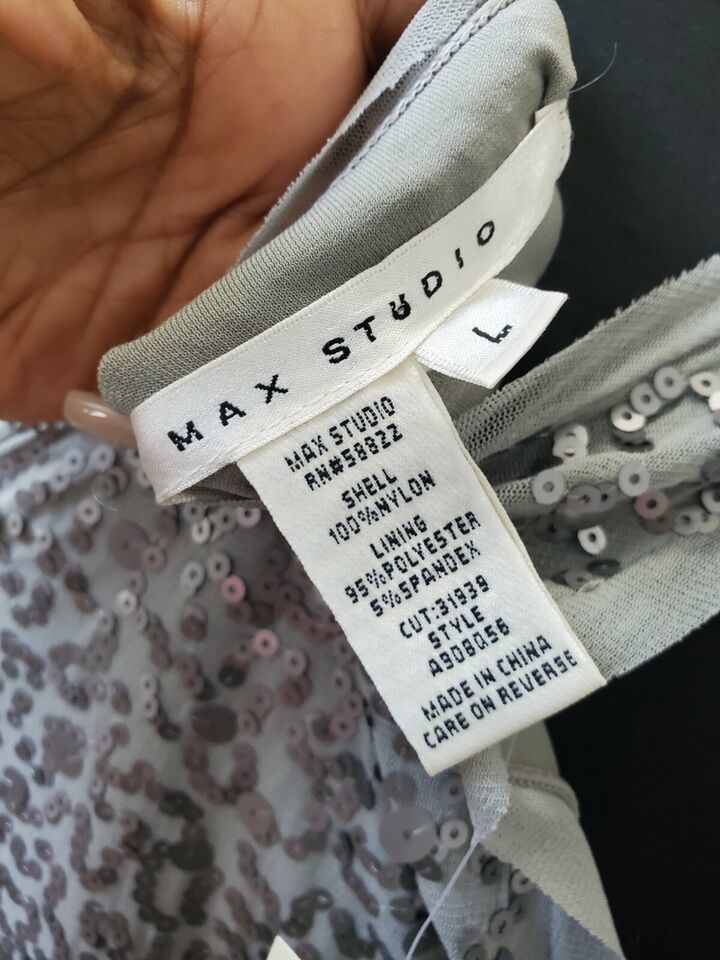 MAX STUDIO
L
MAX STUDIO
RN#58822
SHELL
100%NYLON
LINING
95%POLYESTER
5%SPANDEX
CUT:31939
STYLE
A908Q56
MADE IN CHINA
CARE ON REVERSE